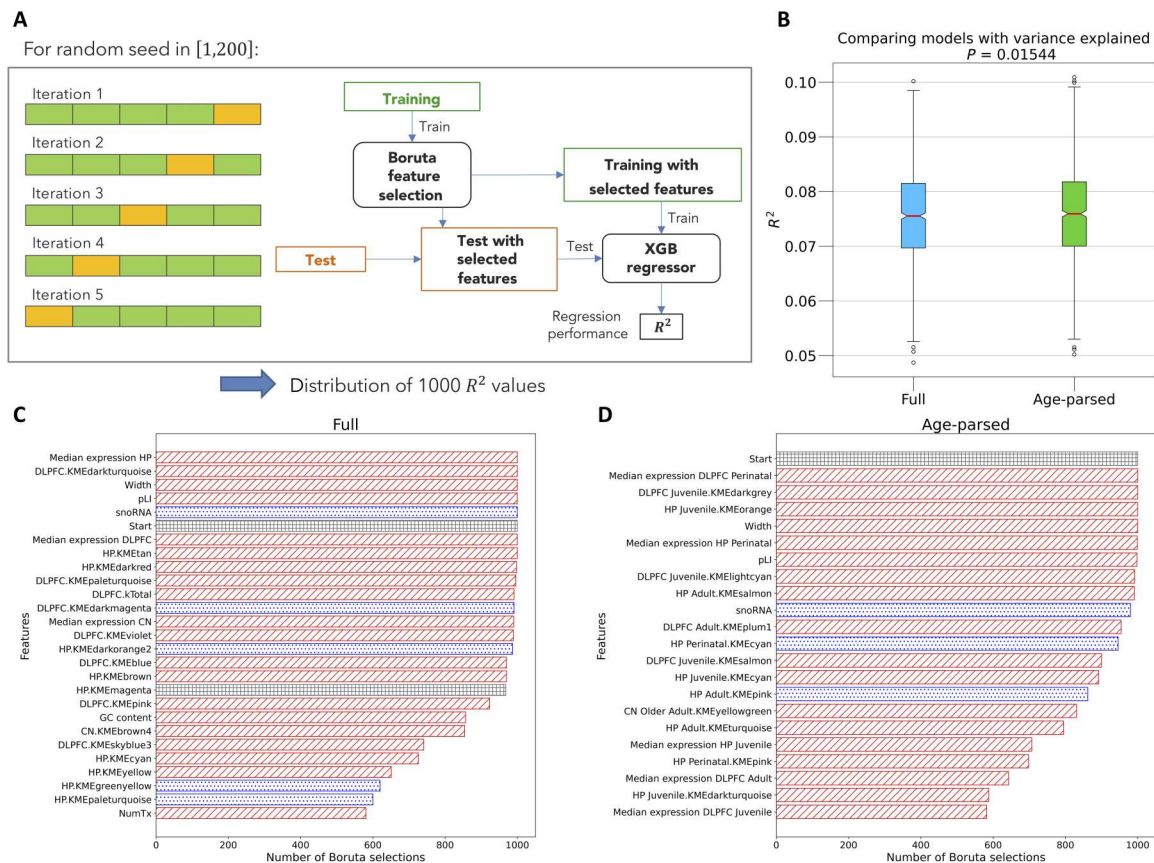 A
For random seed in [1,200]:
Iteration 1
Iteration 2
Iteration 3
Iteration 4
Iteration 5
Training
Train
Boruta
feature
selection
Training with
selected features
Train
Test
Test with
selected
features
Test
XGB
regressor
Regression
performance
R²
Distribution of 1000 R² values
B
Comparing models with variance explained
P = 0.01544
R²
0.10
0.09
0.08
0.07
0.06
0.05
Full
Age-parsed
C
Full
Features
Median expression HP
DLPFC.KMEdarkturquoise
Width
pLI
snoRNA
Start
Median expression DLPFC
HP.KMEtan
HP.KMEdarkred
DLPFC.KMEpaleturquoise
DLPFC.kTotal
DLPFC.KMEdarkmagenta
Median expression CN
DLPFC.KMEviolet
HP.KMEdarkorange2
DLPFC.KMEblue
HP.KMEbrown
HP.KMEmagenta
DLPFC.KMEpink
GC content
CN.KMEbrown4
DLPFC.KMEskyblue3
HP.KMEcyan
HP.KMEyellow
HP.KMEgreenyellow
HP.KMEpaleturquoise
NumTx
0 200 400 600 800 1000
Number of Boruta selections
D
Age-parsed
Features
Start
Median expression DLPFC Perinatal
DLPFC Juvenile.KMEdarkgrey
HP Juvenile.KMEorange
Width
Median expression HP Perinatal
pLI
DLPFC Juvenile.KMElightcyan
HP Adult.KMEsalmon
snoRNA
DLPFC Adult.KMEplum1
HP Perinatal.KMEcyan
DLPFC Juvenile.KMEsalmon
HP Juvenile.KMEcyan
HP Adult.KMEpink
CN Older Adult.KMEyellowgreen
HP Adult.KMEturquoise
Median expression HP Juvenile
HP Perinatal.KMEpink
Median expression DLPFC Adult
HP Juvenile.KMEdarkturquoise
Median expression DLPFC Juvenile
0 200 400 600 800 1000
Number of Boruta selections